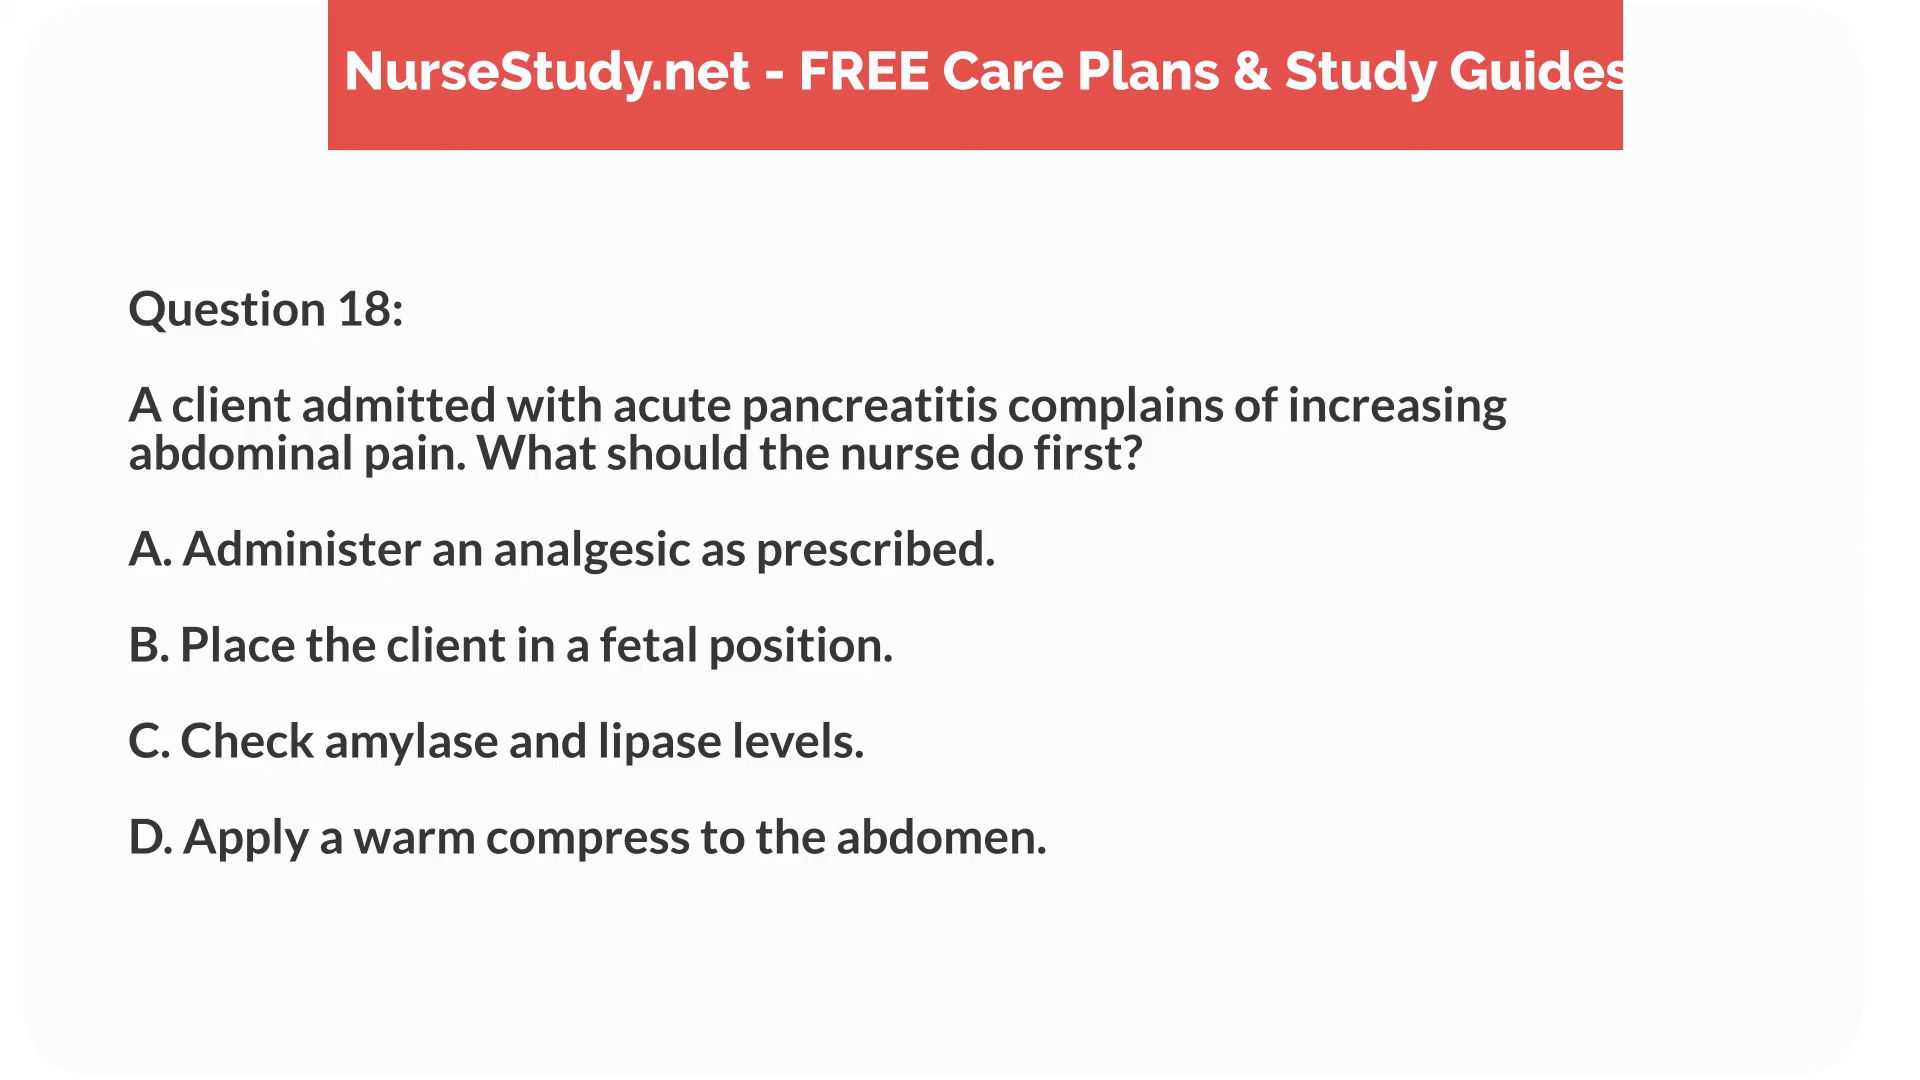 NurseStudy.net - FREE Care Plans & Study Guides
Question 18:
A client admitted with acute pancreatitis complains of increasing
abdominal pain. What should the nurse do first?
A. Administer an analgesic as prescribed.
B. Place the client in a fetal position.
C. Check amylase and lipase levels.
D. Apply a warm compress to the abdomen.